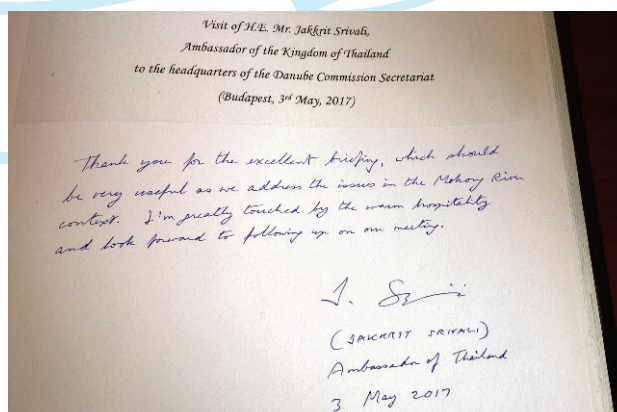 Visit of H.E. Mr. Jakkrit Srivali,
Ambassador of the Kingdom of Thailand
to the headquarters of the Danube Commission Secretariat
(Budapest, 3rd May, 2017)
Thank you for the excellent briefing, which should
be very useful as we address the issues in the Mekong River
context. I'm greatly touched by the warm hospitality
and look forward to following up on our meeting.
J. S
(JAKKRIT SRIVALI)
Ambassador of Thailand
3 May 2017